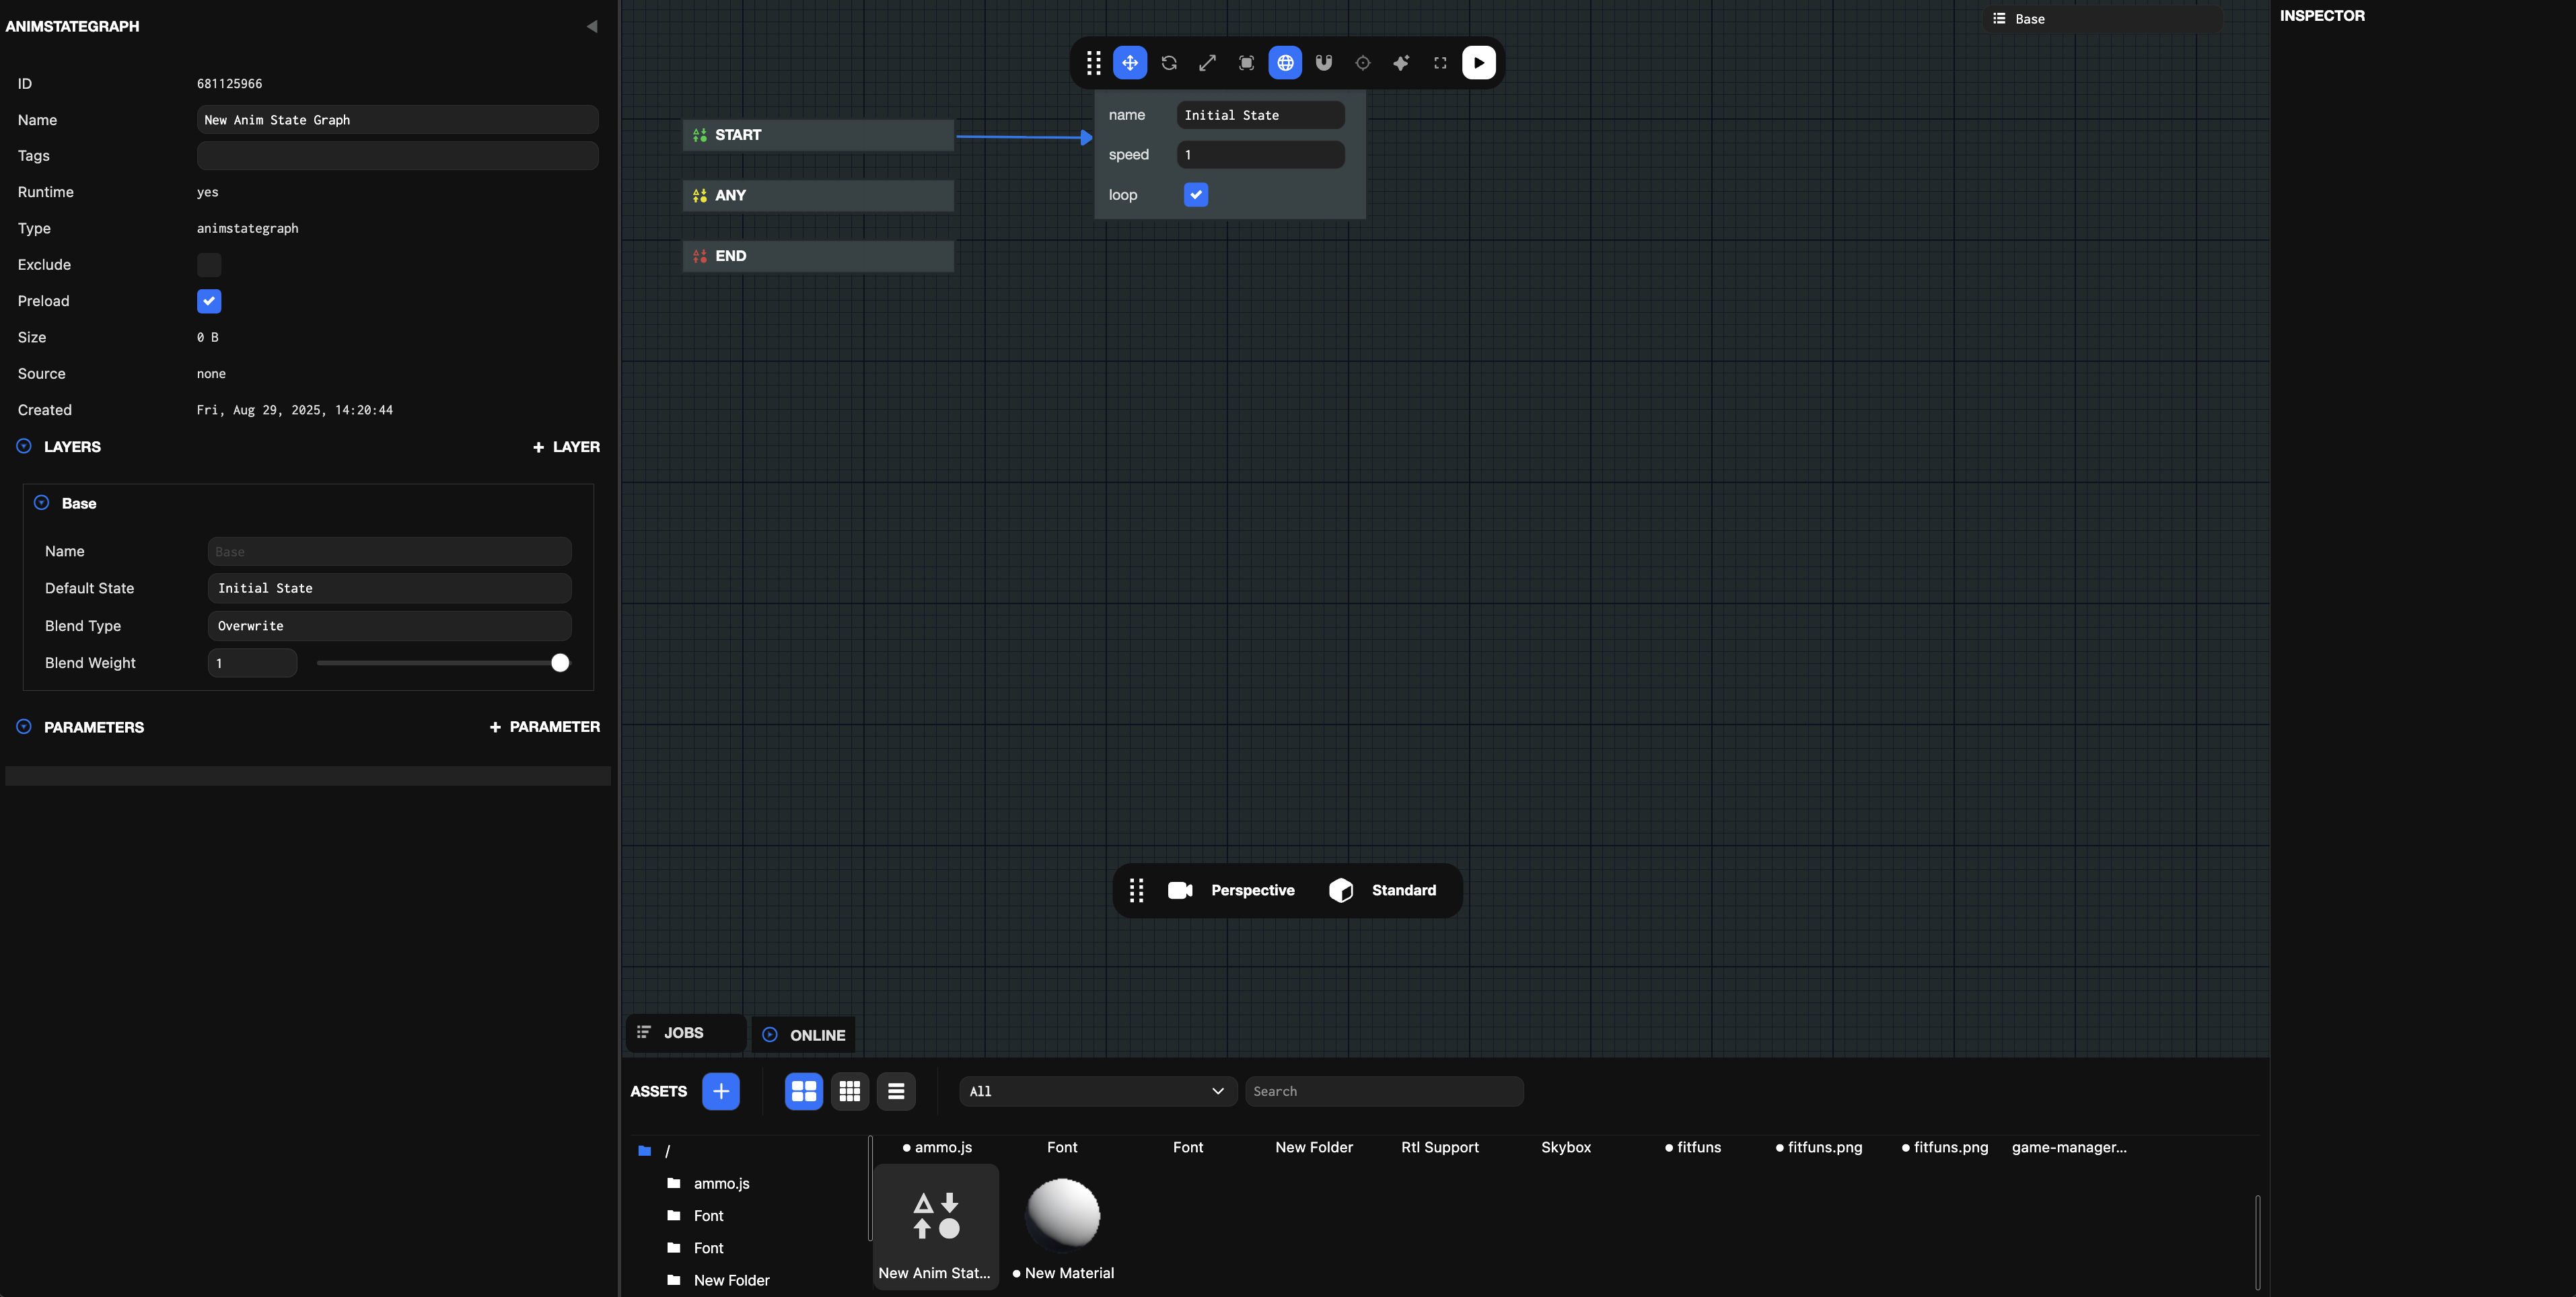 ANIMSTATEGRAPH
ID 681125966
Name New Anim State Graph
Tags
Runtime yes
Type animstategraph
Exclude
Preload
Size 0 B
Source none
Created Fri, Aug 29, 2025, 14:20:44
LAYERS + LAYER
Base
Name Base
Default State Initial State
Blend Type Overwrite
Blend Weight 1
PARAMETERS + PARAMETER
START
ANY
END
name Initial State
speed 1
loop
Base
Perspective Standard
JOBS ONLINE
ASSETS All Search
/
ammo.js
Font
Font
New Folder
ammo.js Font Font New Folder Rtl Support Skybox fitfuns fitfuns.png fitfuns.png game-manager...
New Anim Stat... New Material
INSPECTOR